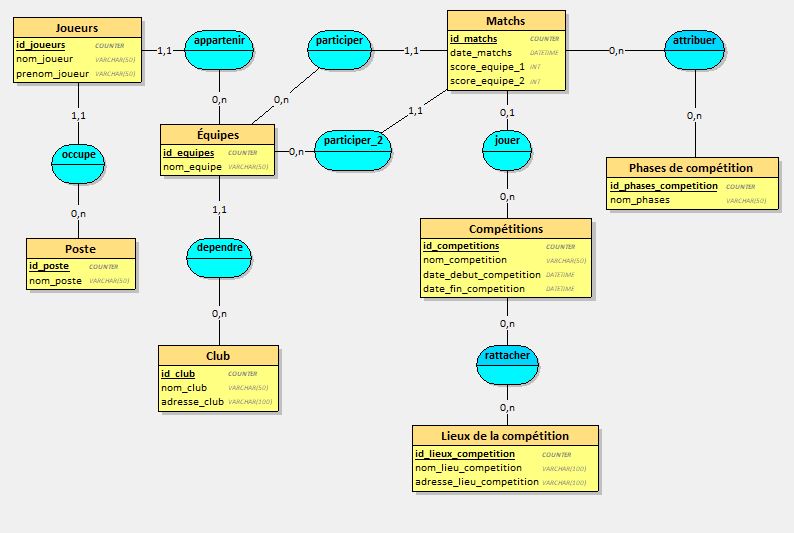 Joueurs
id_joueurs COUNTER
nom_joueur VARCHAR(50)
prenom_joueur VARCHAR(50)
1,1
appartenir
0,n
participer
0,n
1,1
Matchs
id_matchs COUNTER
date_matchs DATETIME
score_equipe_1 INT
score_equipe_2 INT
0,n
attribuer
0,n
Phases de compétition
id_phases_competition COUNTER
nom_phases VARCHAR(50)
1,1
occupe
0,n
Poste
id_poste COUNTER
nom_poste VARCHAR(50)
Équipes
id_equipes COUNTER
nom_equipe VARCHAR(50)
0,n
participer_2
1,1
0,1
jouer
0,n
Compétitions
id_competitions COUNTER
nom_competition VARCHAR(50)
date_debut_competition DATETIME
date_fin_competition DATETIME
1,1
dependre
0,n
Club
id_club COUNTER
nom_club VARCHAR(50)
adresse_club VARCHAR(100)
0,n
rattacher
0,n
Lieux de la compétition
id_lieux_competition COUNTER
nom_lieu_competition VARCHAR(100)
adresse_lieu_competition VARCHAR(100)